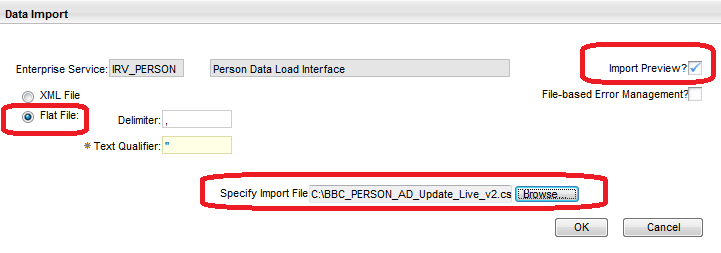 Data Import
Enterprise Service: IRV_PERSON Person Data Load Interface Import Preview?
XML File File-based Error Management?
Flat File: Delimiter: ,
* Text Qualifier: "
Specify Import File C:\BBC_PERSON_AD_Update_Live_v2.cs Browse...
OK Cancel